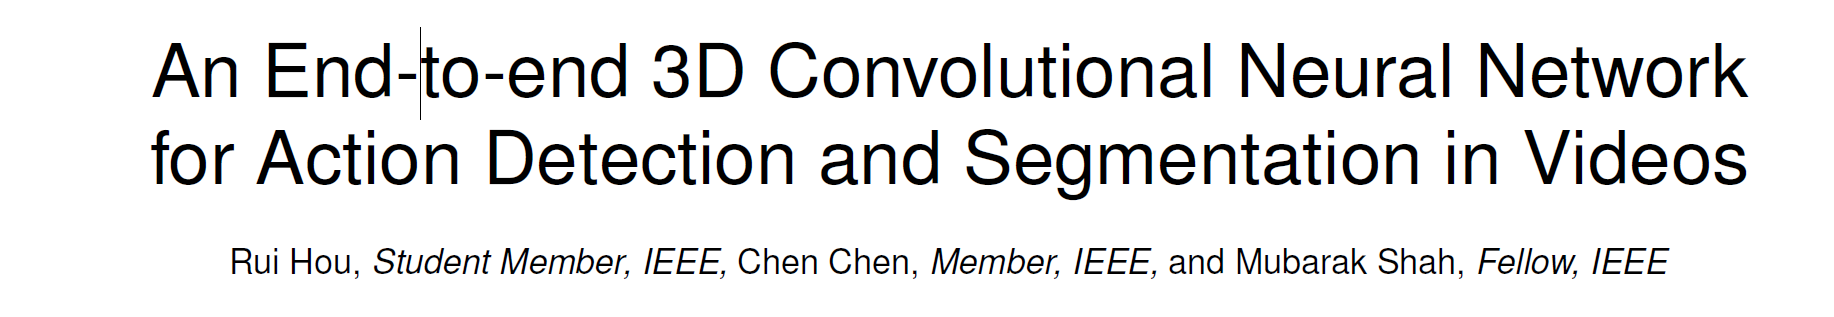 An End-to-end 3D Convolutional Neural Network
for Action Detection and Segmentation in Videos
Rui Hou, Student Member, IEEE, Chen Chen, Member, IEEE, and Mubarak Shah, Fellow, IEEE